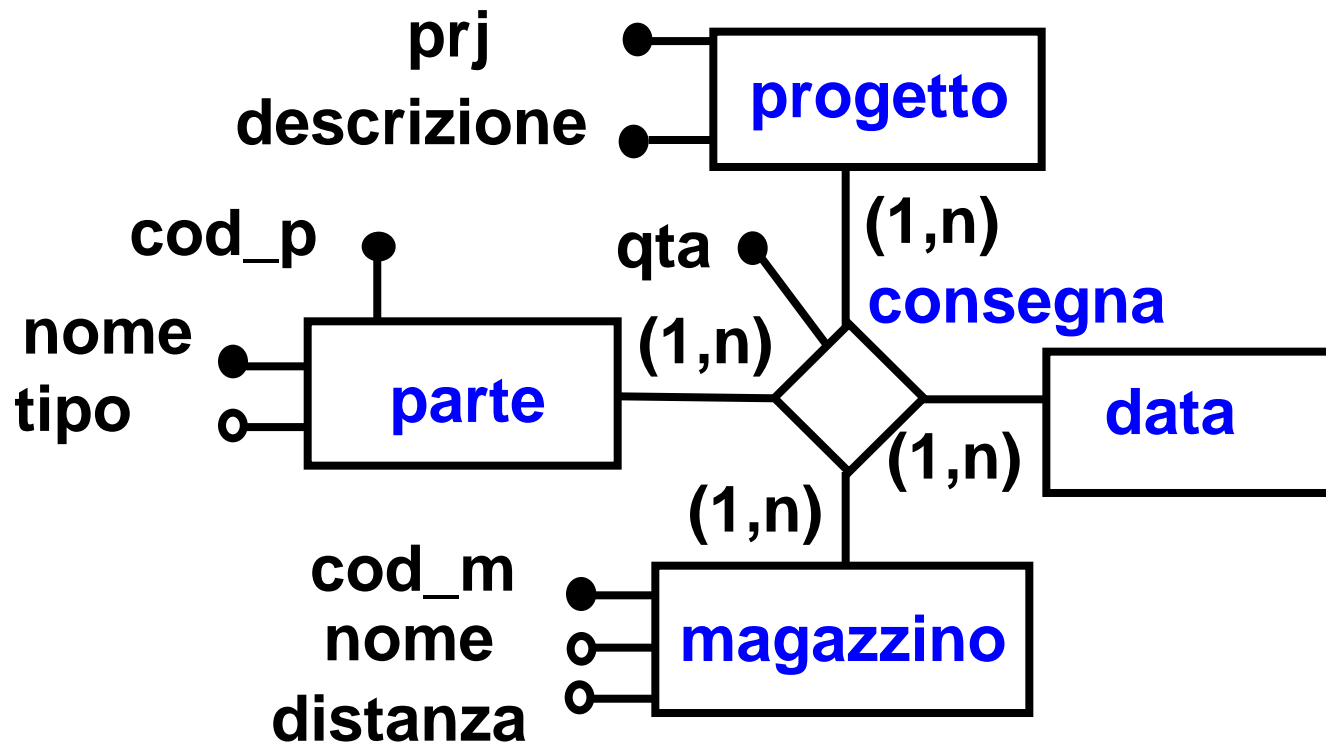 prj
progetto
descrizione
cod_p
qta
(1,n)
consegna
nome
(1,n)
tipo
parte
data
(1,n)
(1,n)
cod_m
nome
magazzino
distanza